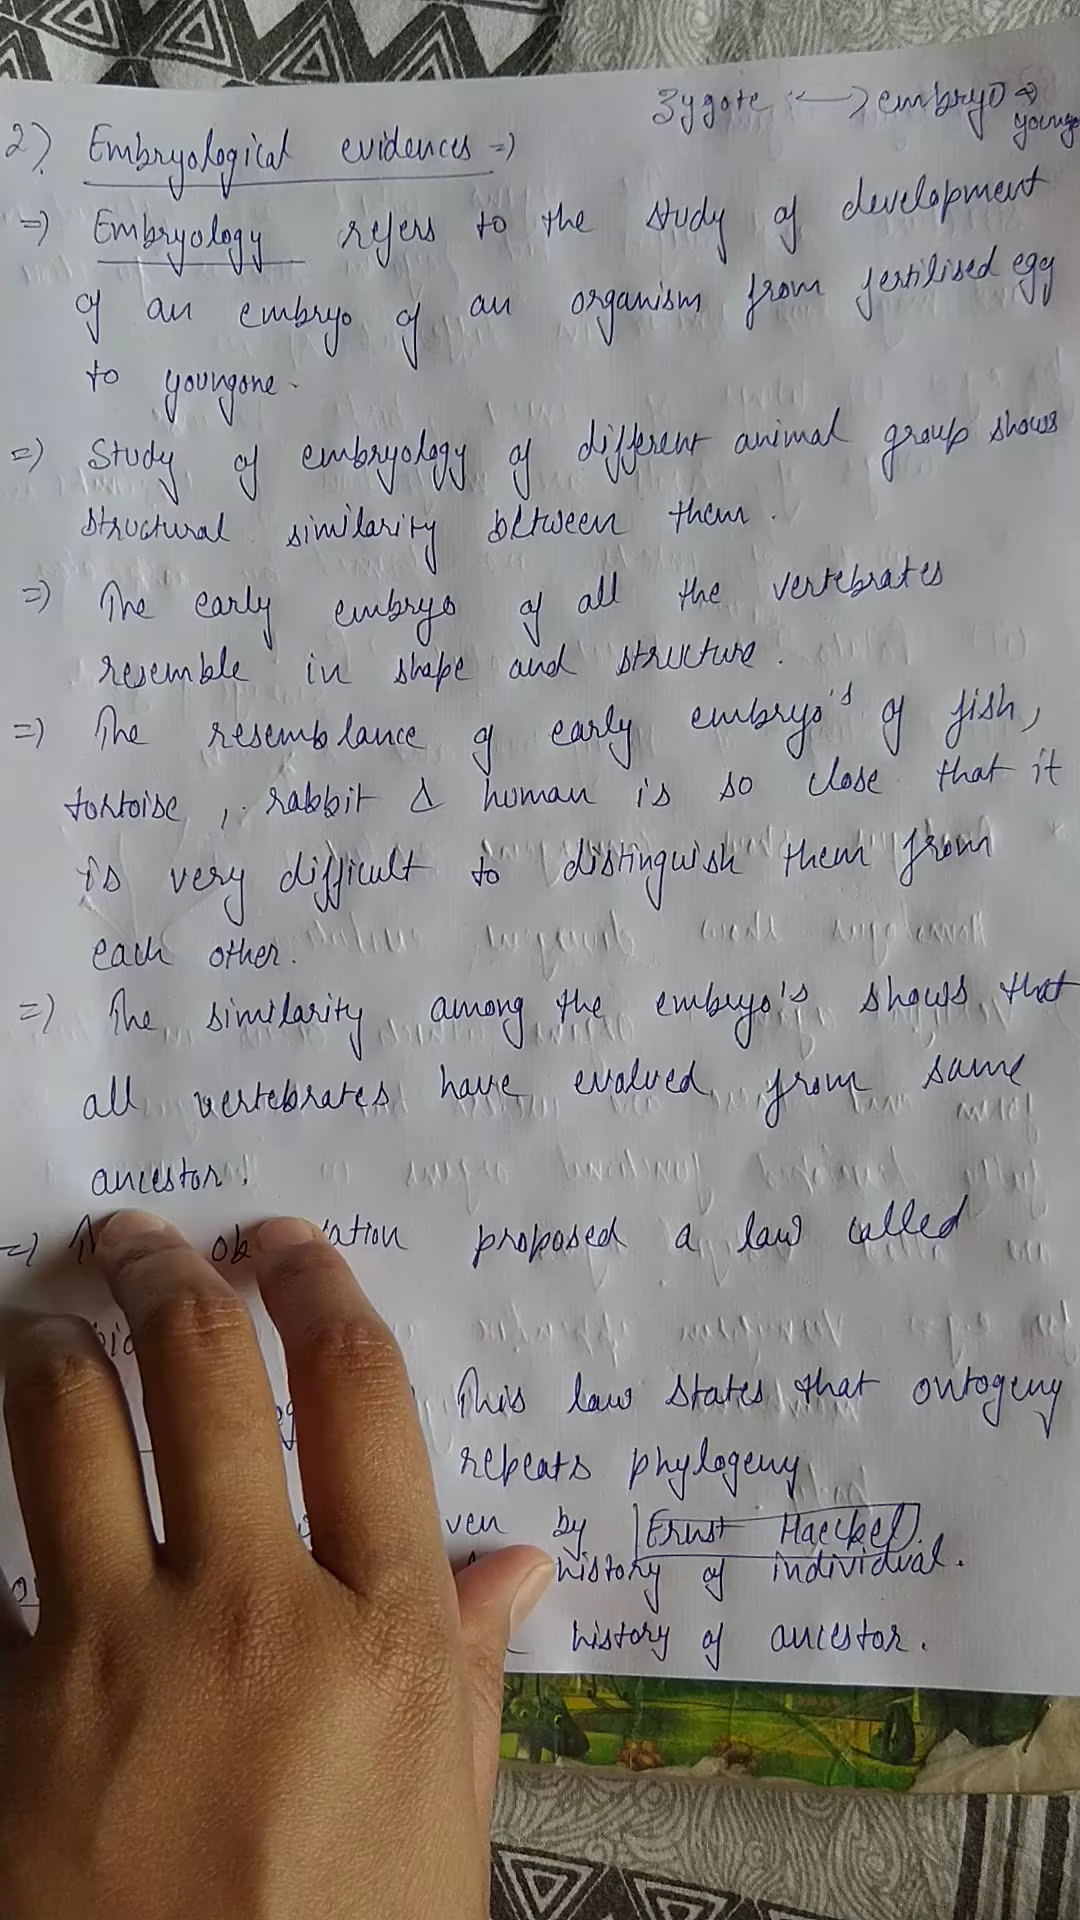 Zygote :—> embryo =>
2). Embryological evidences =>
=> Embryology refers to the study of development
of an embryo of an organism from fertilised egg
to youngone.
=> Study of embryology of different animal group shows
structural similarity between them.
=> The early embryo of all the vertebrates
resemble in shape and structure.
=> The resemblance of early embryo's of fish,
tortoise, rabbit & human is so close that it
is very difficult to distinguish them from
each other.
=> The similarity among the embryo's shows that
all vertebrates have evolved from same
ancestor.
=> proposed a law called
This law states that ontogeny
repeats phylogeny
by Ernst Haeckel.
history of individual.
history of ancestor.